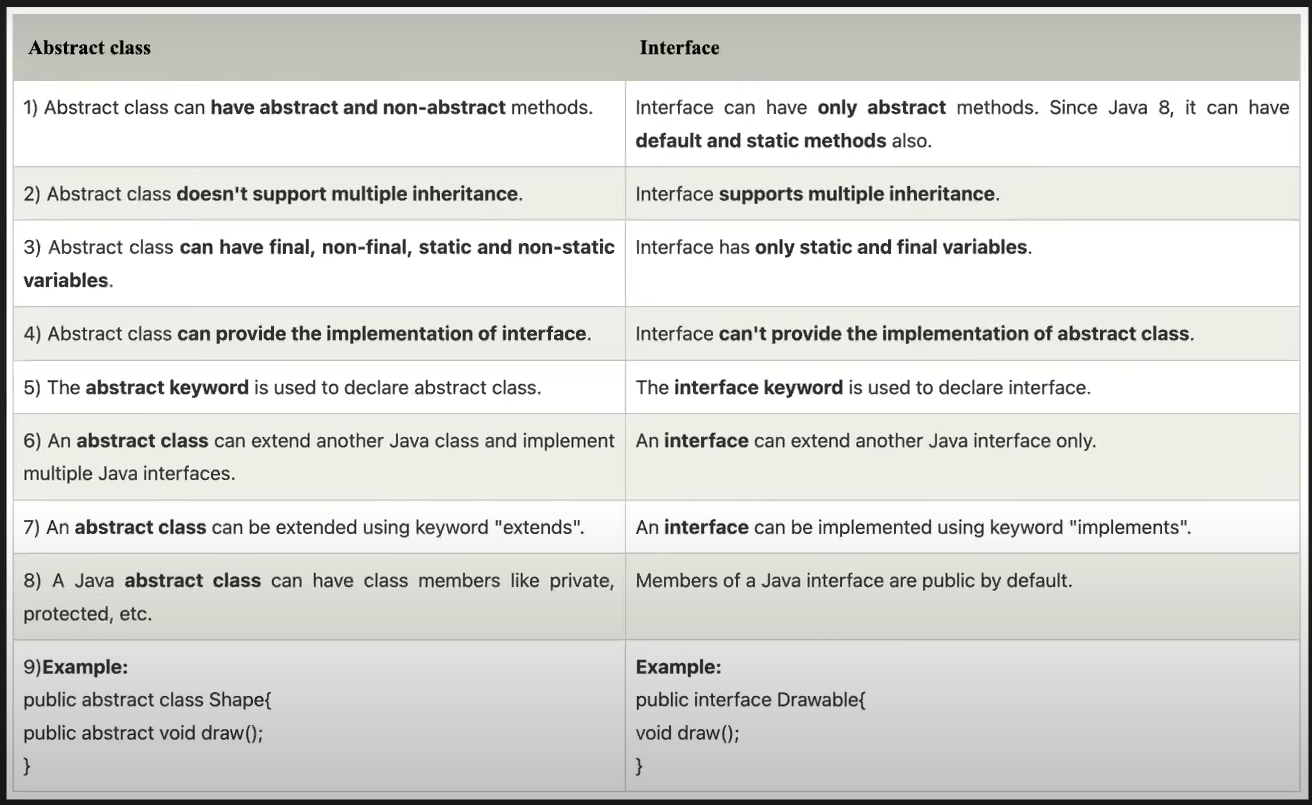 Abstract class
Interface
1) Abstract class can have abstract and non-abstract methods.
Interface can have only abstract methods. Since Java 8, it can have
default and static methods also.
2) Abstract class doesn't support multiple inheritance.
Interface supports multiple inheritance.
3) Abstract class can have final, non-final, static and non-static
variables.
Interface has only static and final variables.
4) Abstract class can provide the implementation of interface.
Interface can't provide the implementation of abstract class.
5) The abstract keyword is used to declare abstract class.
The interface keyword is used to declare interface.
6) An abstract class can extend another Java class and implement
multiple Java interfaces.
An interface can extend another Java interface only.
7) An abstract class can be extended using keyword "extends".
An interface can be implemented using keyword "implements".
8) A Java abstract class can have class members like private,
protected, etc.
Members of a Java interface are public by default.
9)Example:
public abstract class Shape{
public abstract void draw();
}
Example:
public interface Drawable{
void draw();
}